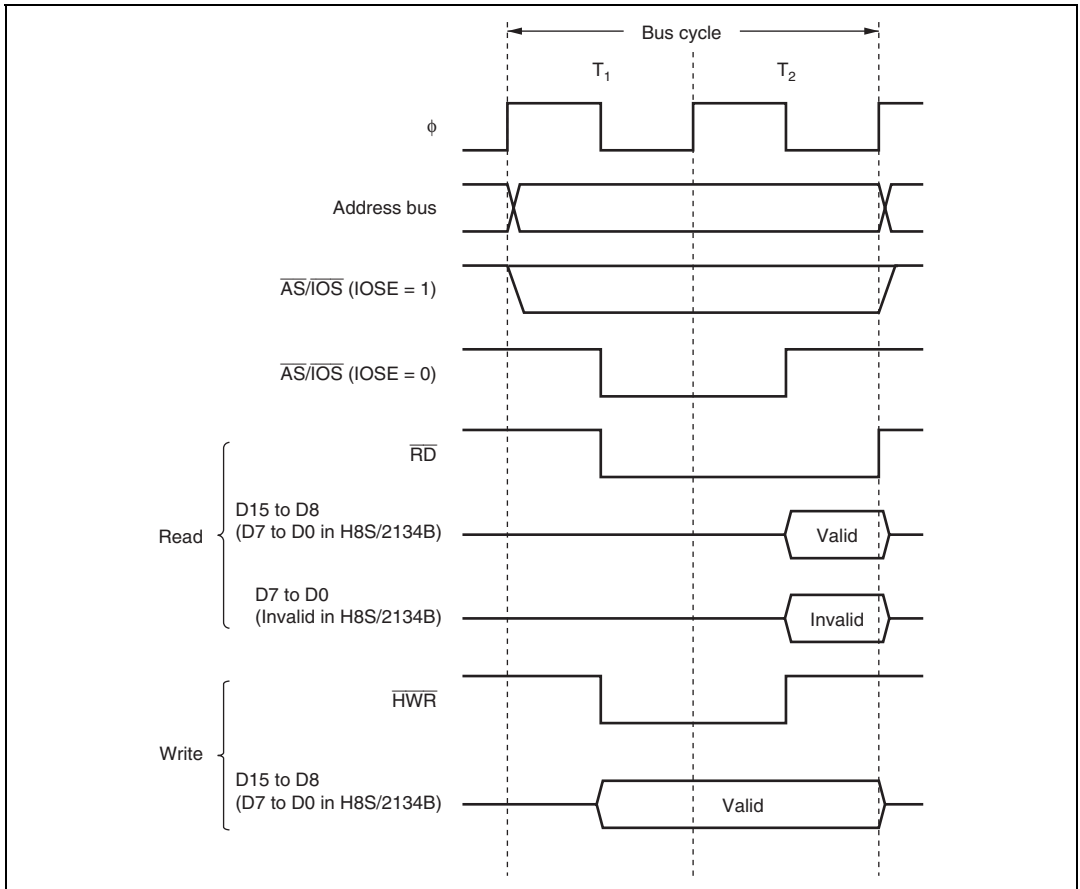 Bus cycle
T1 T2
φ
Address bus
AS/IOS (IOSE = 1)
AS/IOS (IOSE = 0)
RD
Read
D15 to D8
(D7 to D0 in H8S/2134B)
Valid
D7 to D0
(Invalid in H8S/2134B)
Invalid
HWR
Write
D15 to D8
(D7 to D0 in H8S/2134B)
Valid